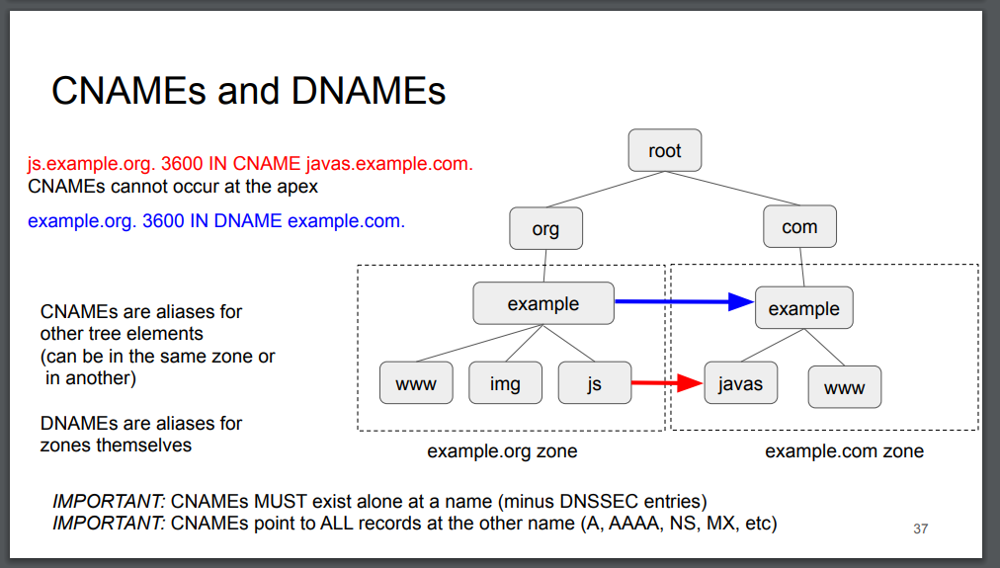 CNAMEs and DNAMEs
js.example.org. 3600 IN CNAME javas.example.com.
CNAMEs cannot occur at the apex
example.org. 3600 IN DNAME example.com.
CNAMEs are aliases for
other tree elements
(can be in the same zone or
in another)
DNAMEs are aliases for
zones themselves
root
org
com
example
example
www
img
js
javas
www
example.org zone
example.com zone
IMPORTANT: CNAMEs MUST exist alone at a name (minus DNSSEC entries)
IMPORTANT: CNAMEs point to ALL records at the other name (A, AAAA, NS, MX, etc)
37